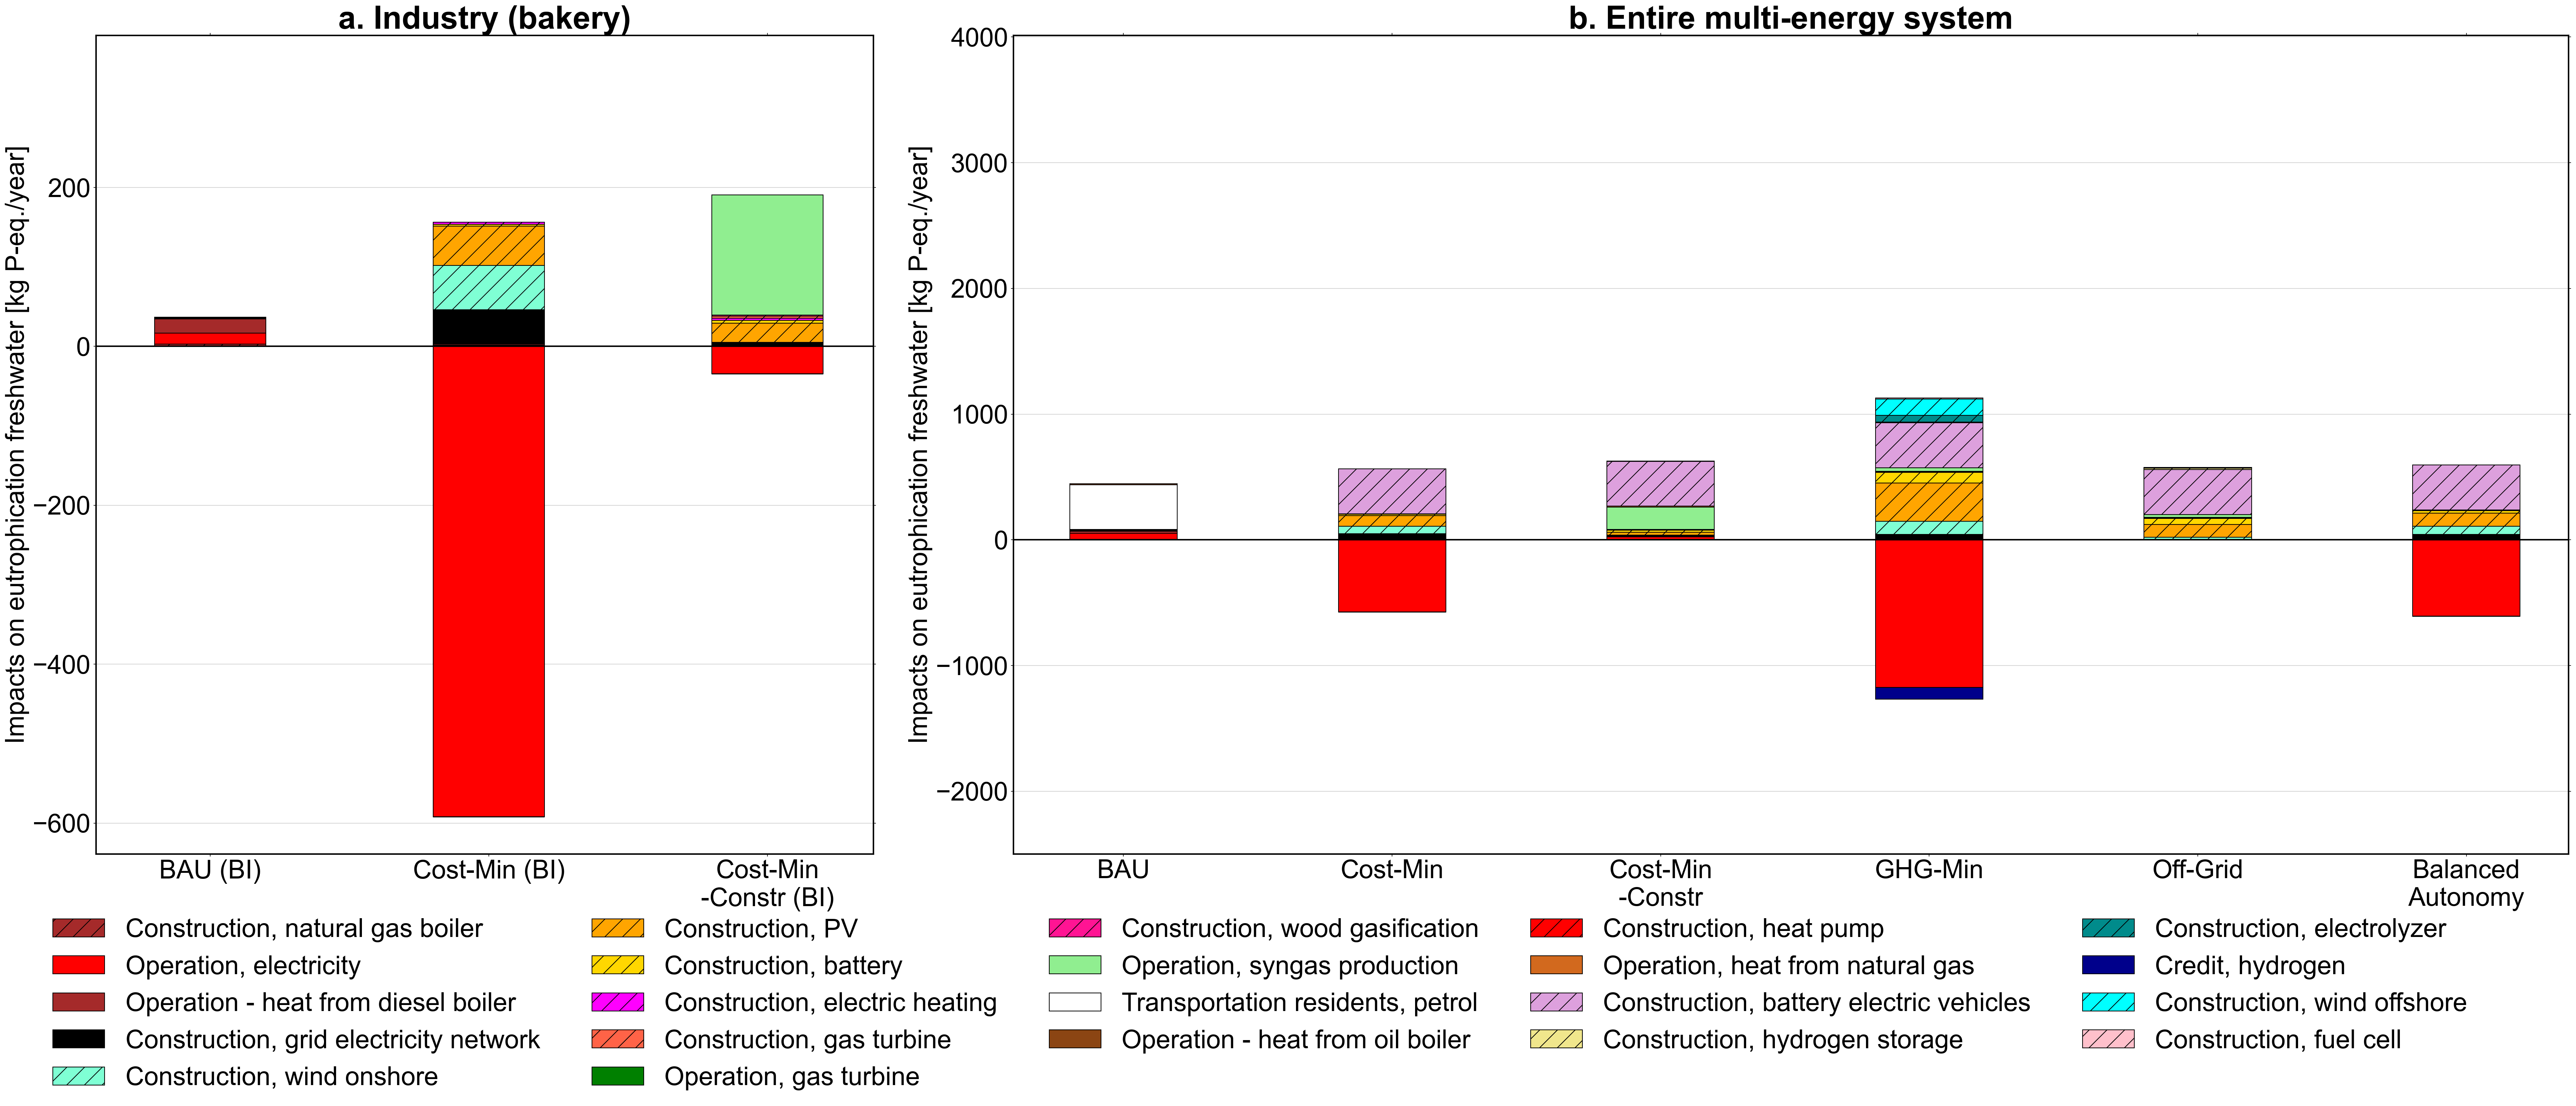 a. Industry (bakery)
Impacts on eutrophication freshwater [kg P-eq./year]
200
0
−200
−400
−600
BAU (BI)
Cost-Min (BI)
Cost-Min
-Constr (BI)
b. Entire multi-energy system
Impacts on eutrophication freshwater [kg P-eq./year]
4000
3000
2000
1000
0
−1000
−2000
BAU
Cost-Min
Cost-Min
-Constr
GHG-Min
Off-Grid
Balanced
Autonomy
Construction, natural gas boiler
Operation, electricity
Operation - heat from diesel boiler
Construction, grid electricity network
Construction, wind onshore
Construction, PV
Construction, battery
Construction, electric heating
Construction, gas turbine
Operation, gas turbine
Construction, wood gasification
Operation, syngas production
Transportation residents, petrol
Operation - heat from oil boiler
Construction, heat pump
Operation, heat from natural gas
Construction, battery electric vehicles
Construction, hydrogen storage
Construction, electrolyzer
Credit, hydrogen
Construction, wind offshore
Construction, fuel cell